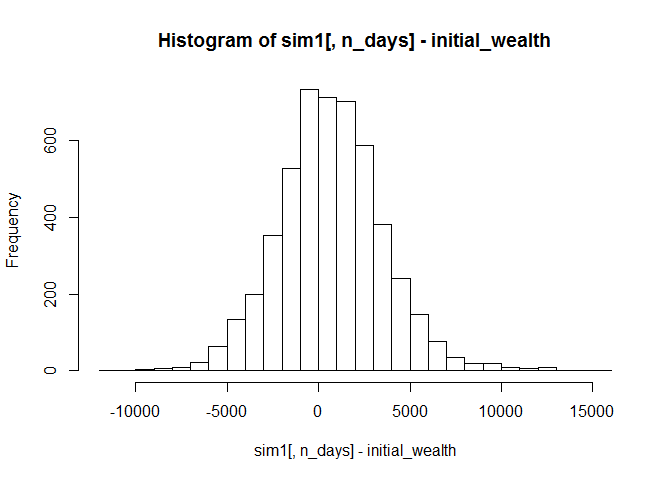 Histogram of sim1[, n_days] - initial_wealth
Frequency
600
400
200
0
-10000 -5000 0 5000 10000 15000
sim1[, n_days] - initial_wealth